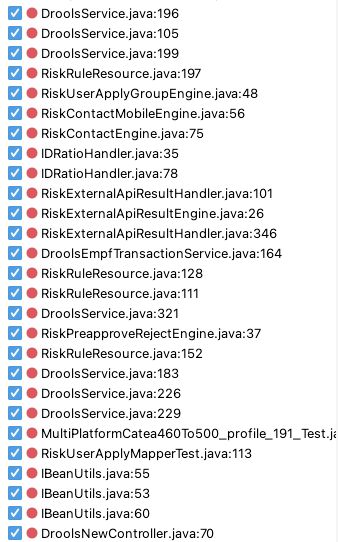 DroolsService.java:196
DroolsService.java:105
DroolsService.java:199
RiskRuleResource.java:197
RiskUserApplyGroupEngine.java:48
RiskContactMobileEngine.java:56
RiskContactEngine.java:75
IDRatioHandler.java:35
IDRatioHandler.java:78
RiskExternalApiResultHandler.java:101
RiskExternalApiResultEngine.java:26
RiskExternalApiResultHandler.java:346
DroolsEmpfTransactionService.java:164
RiskRuleResource.java:128
RiskRuleResource.java:111
DroolsService.java:321
RiskPreapproveRejectEngine.java:37
RiskRuleResource.java:152
DroolsService.java:183
DroolsService.java:226
DroolsService.java:229
MultiPlatformCatea460To500_profile_191_Test.ja
RiskUserApplyMapperTest.java:113
IBeanUtils.java:55
IBeanUtils.java:53
IBeanUtils.java:60
DroolsNewController.java:70